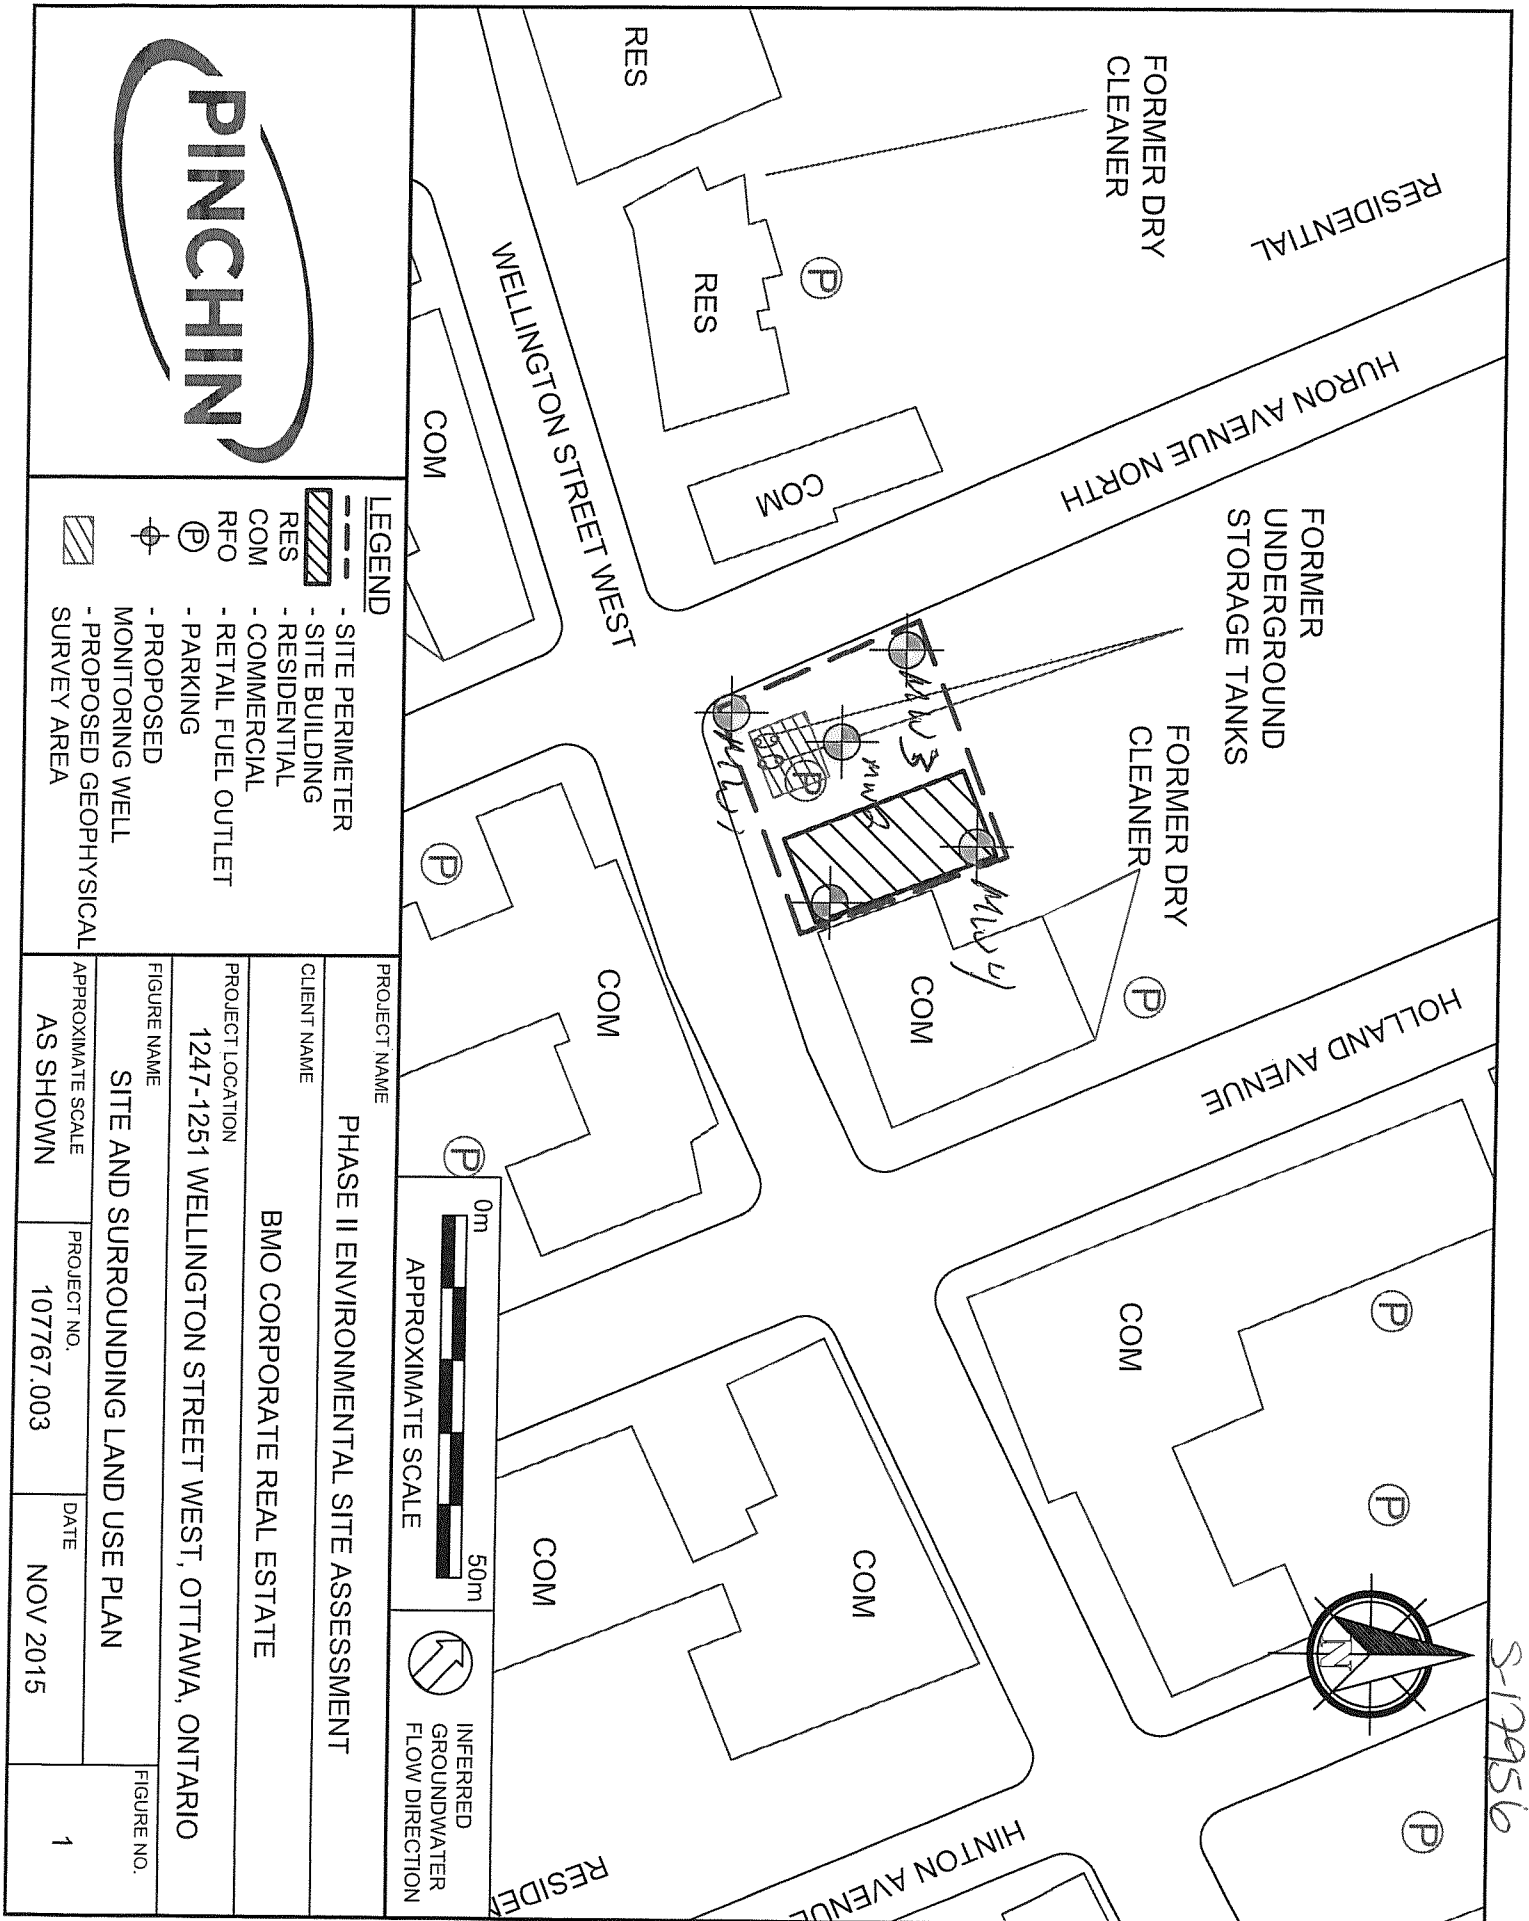 S-17956
RESIDENTIAL
FORMER DRY
CLEANER
HURON AVENUE NORTH
FORMER
UNDERGROUND
STORAGE TANKS
FORMER DRY
CLEANER
HOLLAND AVENUE
P
P
P
P
RES
P
RES
COM
MW3
MW4
COM
COM
P
MW1
WELLINGTON STREET WEST
COM
COM
COM
COM
P
P
HINTON AVENUE
RESIDEN
PINCHIN
LEGEND
- SITE PERIMETER
- SITE BUILDING
RES - RESIDENTIAL
COM - COMMERCIAL
RFO - RETAIL FUEL OUTLET
P - PARKING
- PROPOSED
MONITORING WELL
- PROPOSED GEOPHYSICAL
SURVEY AREA
0m 50m
APPROXIMATE SCALE
INFERRED
GROUNDWATER
FLOW DIRECTION
PROJECT NAME
PHASE II ENVIRONMENTAL SITE ASSESSMENT
CLIENT NAME
BMO CORPORATE REAL ESTATE
PROJECT LOCATION
1247-1251 WELLINGTON STREET WEST, OTTAWA, ONTARIO
FIGURE NAME
SITE AND SURROUNDING LAND USE PLAN
FIGURE NO.
1
APPROXIMATE SCALE
AS SHOWN
PROJECT NO.
107767.003
DATE
NOV 2015
N